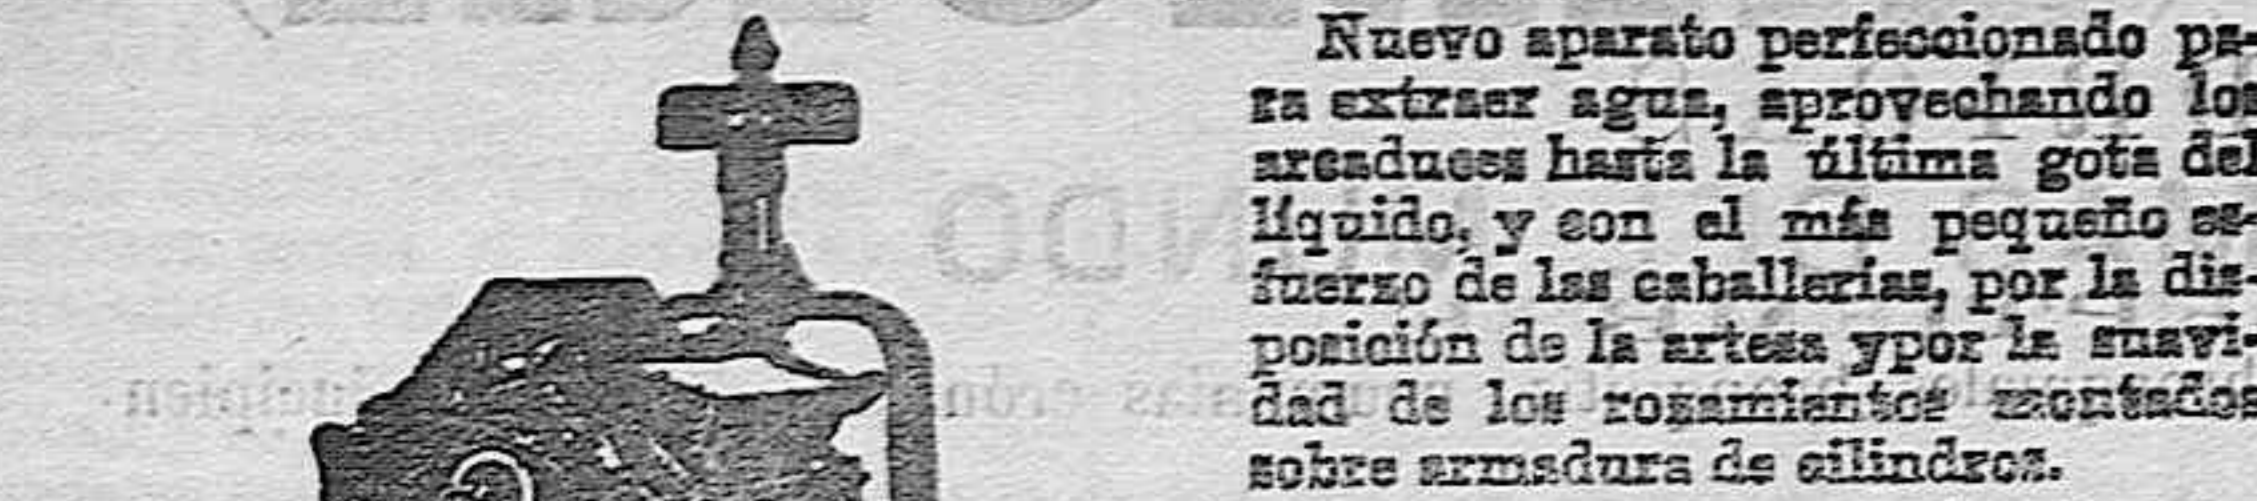 Nuevo aparato perfeccionado pa-
ra extraer agua, aprovechando los
arcaduces hasta la última gota del
líquido, y con el más pequeño es-
fuerzo de las caballerías, por la dis-
posición de la artesa ypor la suavi-
dad de los rozamientos montados
sobre armadura de cilindros.